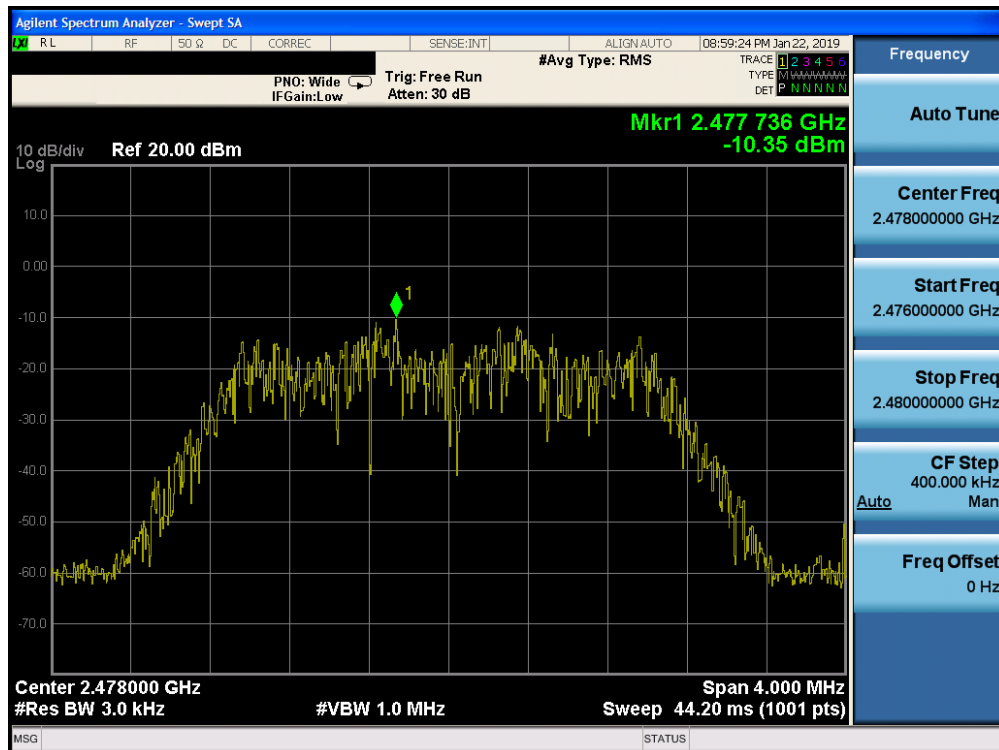 Agilent Spectrum Analyzer - Swept SA
LXI RL RF 50 Ω DC CORREC SENSE:INT ALIGN AUTO 08:59:24 PM Jan 22, 2019
Frequency
#Avg Type: RMS
TRACE 1 2 3 4 5 6
PNO: Wide
Trig: Free Run
TYPE M
IFGain:Low
Atten: 30 dB
DET P N N N N N
Auto Tune
Mkr1 2.477 736 GHz
-10.35 dBm
10 dB/div
Ref 20.00 dBm
Log
Center Freq
2.478000000 GHz
10.0
0.00
Start Freq
2.476000000 GHz
1
-10.0
-20.0
Stop Freq
2.480000000 GHz
-30.0
-40.0
CF Step
400.000 kHz
Auto Man
-50.0
-60.0
Freq Offset
0 Hz
-70.0
Center 2.478000 GHz
Span 4.000 MHz
#Res BW 3.0 kHz
#VBW 1.0 MHz
Sweep 44.20 ms (1001 pts)
MSG
STATUS